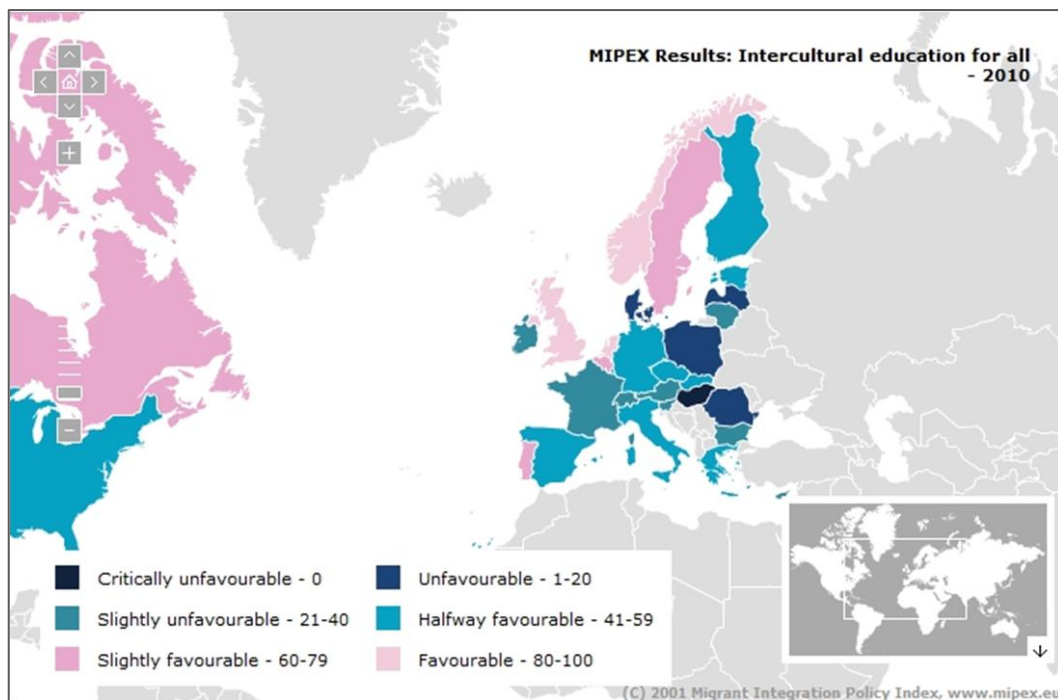 MIPEX Results: Intercultural education for all
- 2010
Critically unfavourable - 0
Unfavourable - 1-20
Slightly unfavourable - 21-40
Halfway favourable - 41-59
Slightly favourable - 60-79
Favourable - 80-100
(C) 2001 Migrant Integration Policy Index, www.mipex.eu